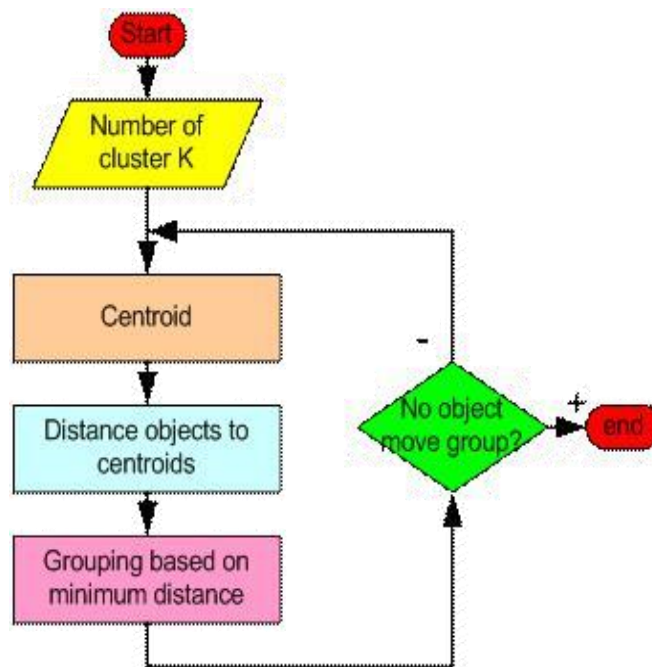 Start
Number of
cluster K
Centroid
Distance objects to
centroids
Grouping based on
minimum distance
-
No object
move group?
+
end